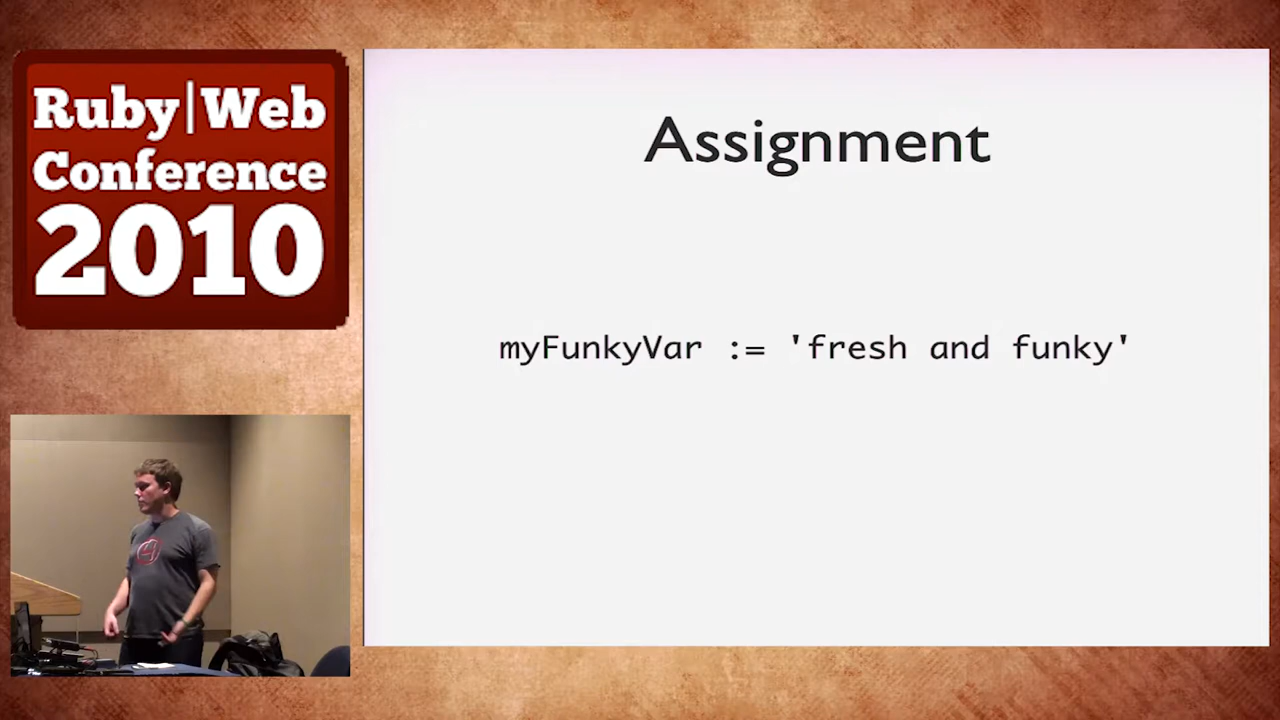 Ruby|Web
Conference
2010
Assignment
myFunkyVar := 'fresh and funky'